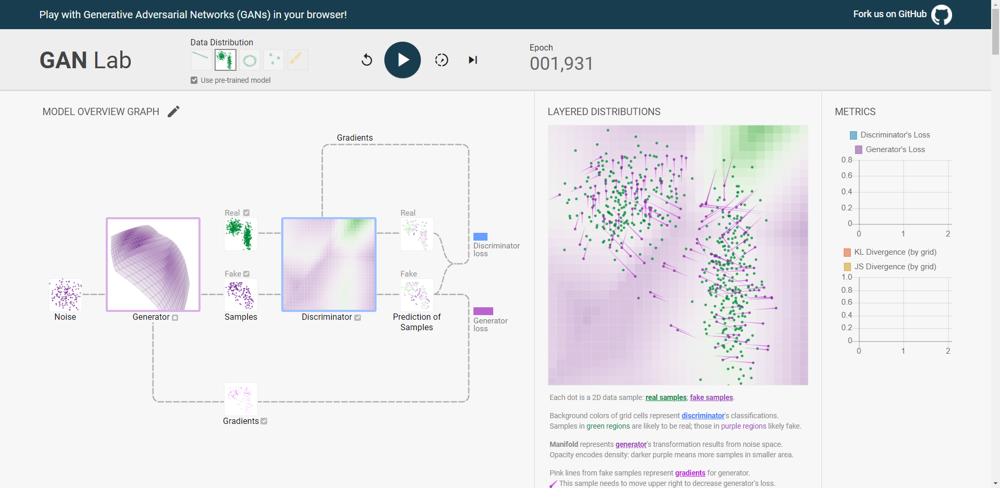 Play with Generative Adversarial Networks (GANs) in your browser!
Fork us on GitHub
GAN Lab
Data Distribution
Use pre-trained model
Epoch
001,931
MODEL OVERVIEW GRAPH
Gradients
Real
Real
Discriminator
loss
Fake
Fake
Noise
Generator
Samples
Discriminator
Prediction of
Samples
Generator
loss
Gradients
LAYERED DISTRIBUTIONS
Each dot is a 2D data sample: real samples; fake samples.
Background colors of grid cells represent discriminator's classifications.
Samples in green regions are likely to be real; those in purple regions likely fake.
Manifold represents generator's transformation results from noise space.
Opacity encodes density: darker purple means more samples in smaller area.
Pink lines from fake samples represent gradients for generator.
This sample needs to move upper right to decrease generator's loss.
METRICS
Discriminator's Loss
Generator's Loss
0.8
0.6
0.4
0.2
0
0 1 2
KL Divergence (by grid)
JS Divergence (by grid)
1.0
0.8
0.6
0.4
0.2
0
0 1 2